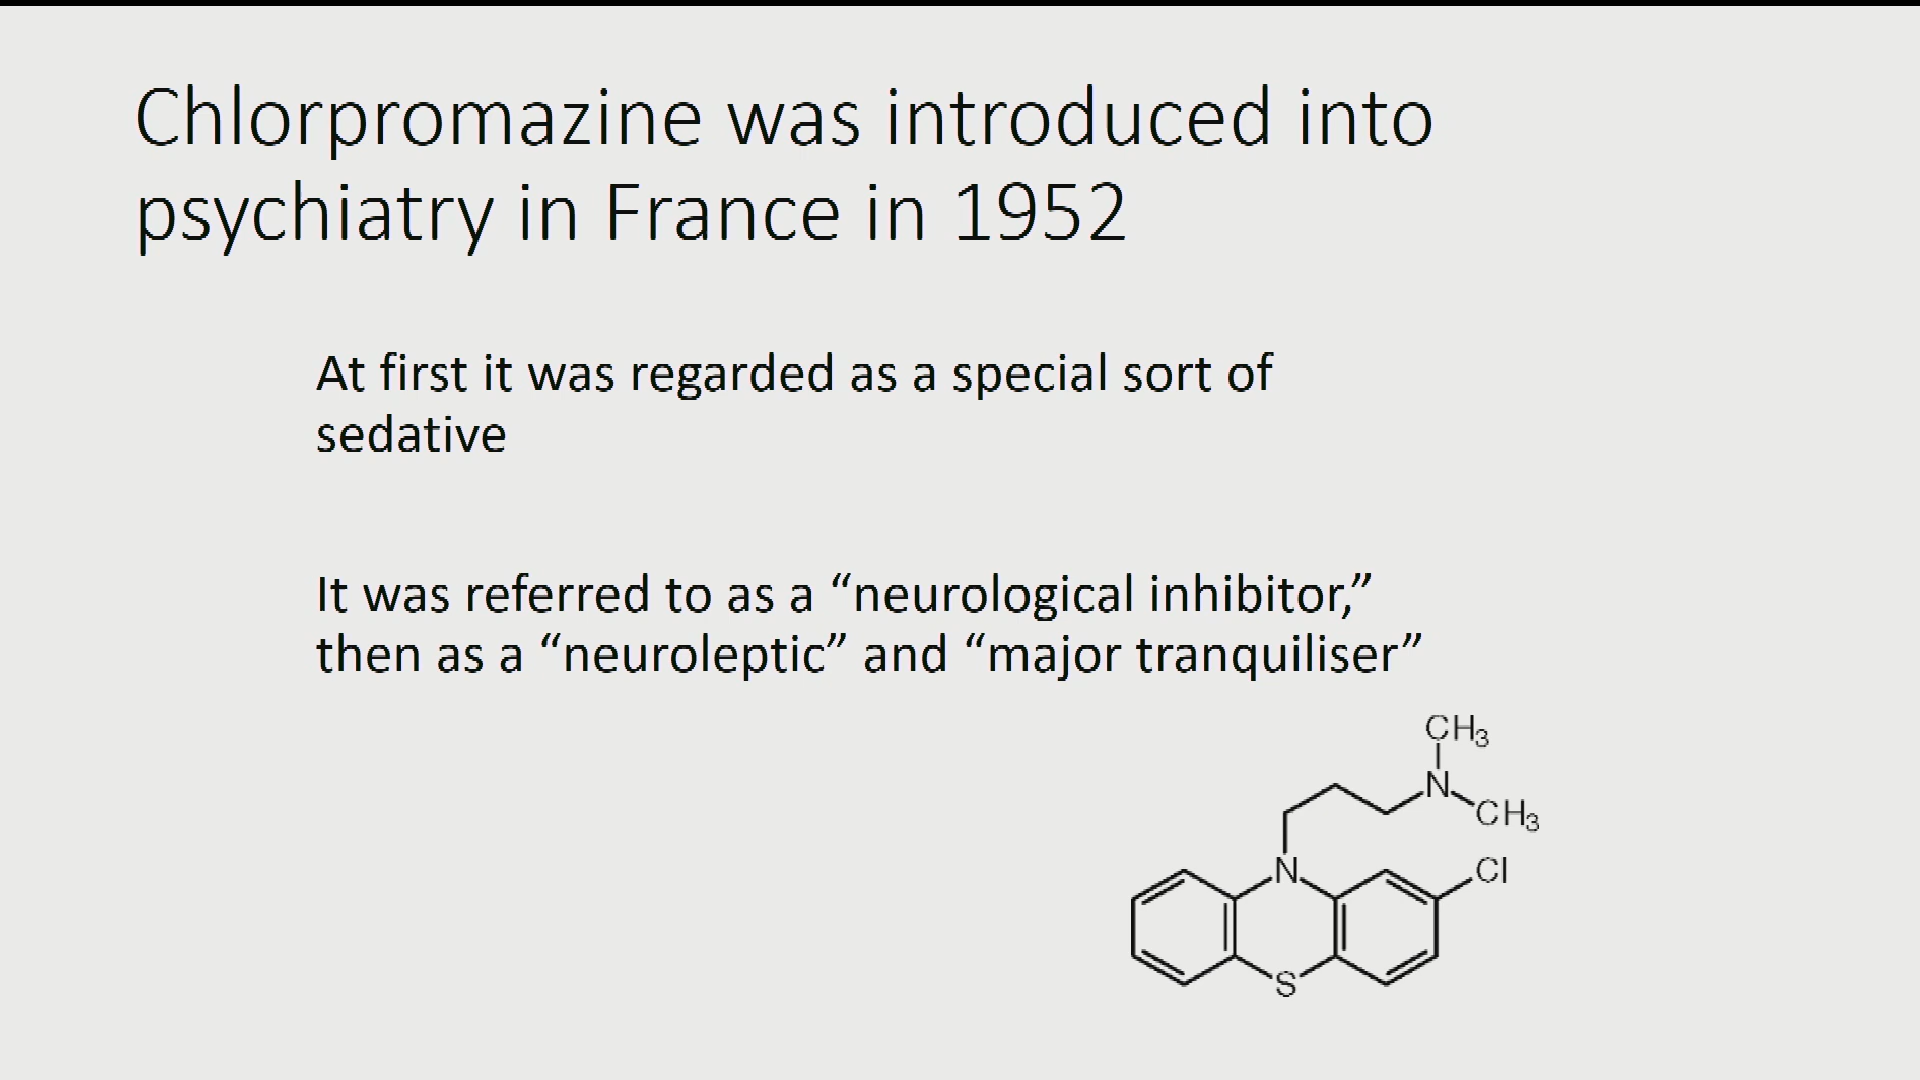 Chlorpromazine was introduced into
psychiatry in France in 1952
At first it was regarded as a special sort of
sedative
It was referred to as a “neurological inhibitor,”
then as a “neuroleptic” and “major tranquiliser”
CH3
N
CH3
N
Cl
S